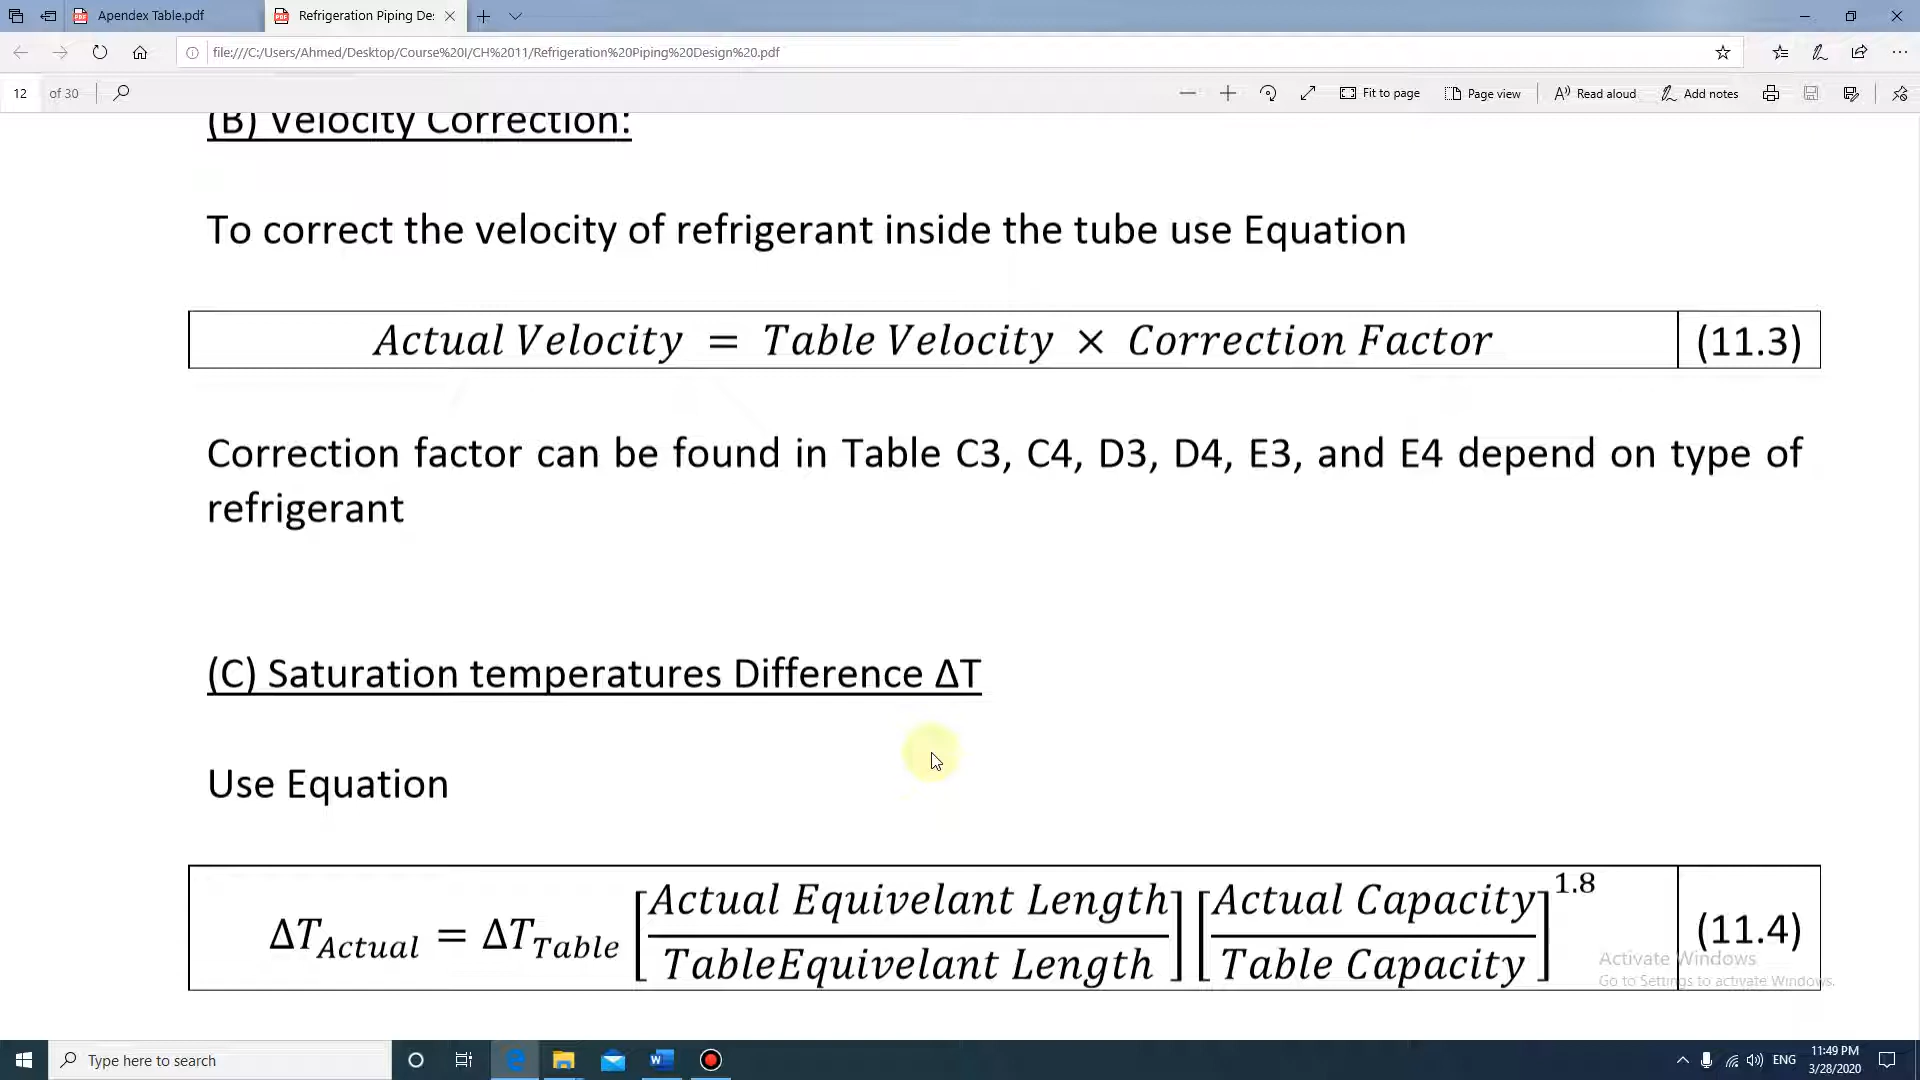 Apendex Table.pdf
Refrigeration Piping De:
file:///C:/Users/Ahmed/Desktop/Course%20I/CH%2011/Refrigeration%20Piping%20Design%20.pdf
12 of 30
Fit to page
Page view
Read aloud
Add notes
(B) Velocity Correction:
To correct the velocity of refrigerant inside the tube use Equation
Actual Velocity = Table Velocity × Correction Factor (11.3)
Correction factor can be found in Table C3, C4, D3, D4, E3, and E4 depend on type of
refrigerant
(C) Saturation temperatures Difference ΔT
Use Equation
ΔT_Actual = ΔT_Table [Actual Equivelant Length / TableEquivelant Length] [Actual Capacity / Table Capacity]^1.8 (11.4)
Activate Windows
Go to Settings to activate Windows.
Type here to search
ENG
11:49 PM
3/28/2020